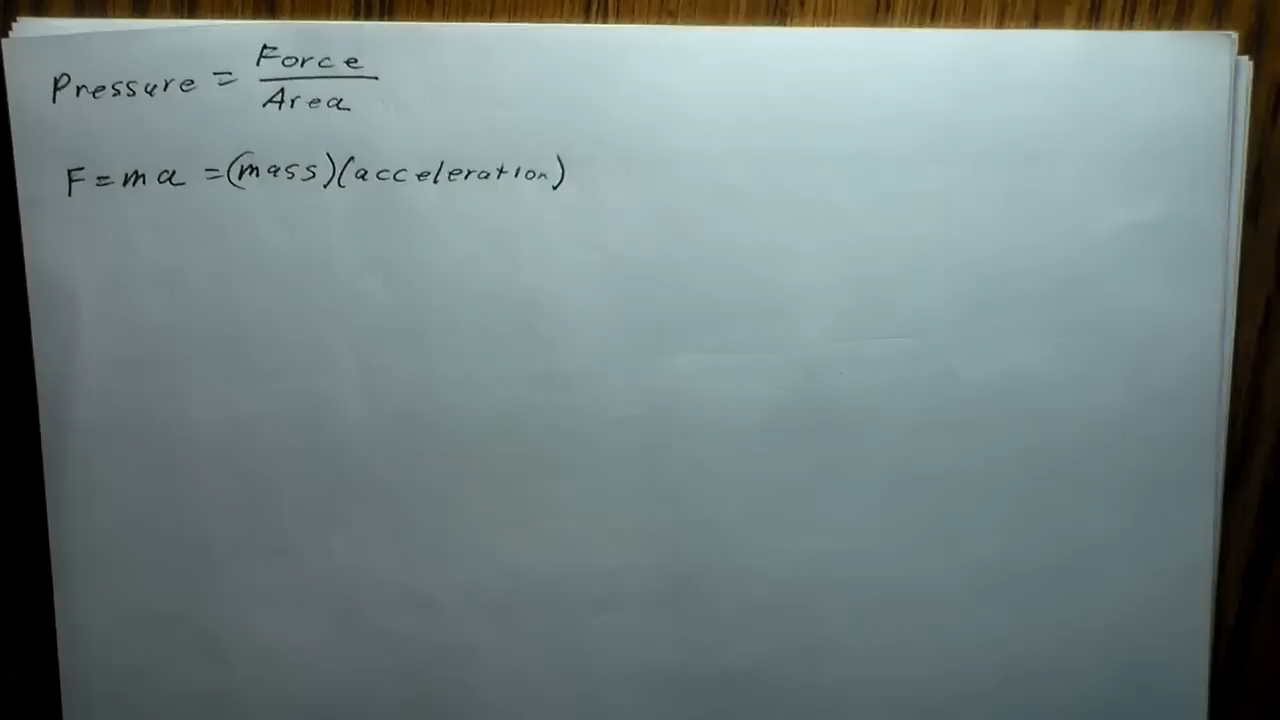 Pressure = Force / Area
F = ma = (mass)(acceleration)